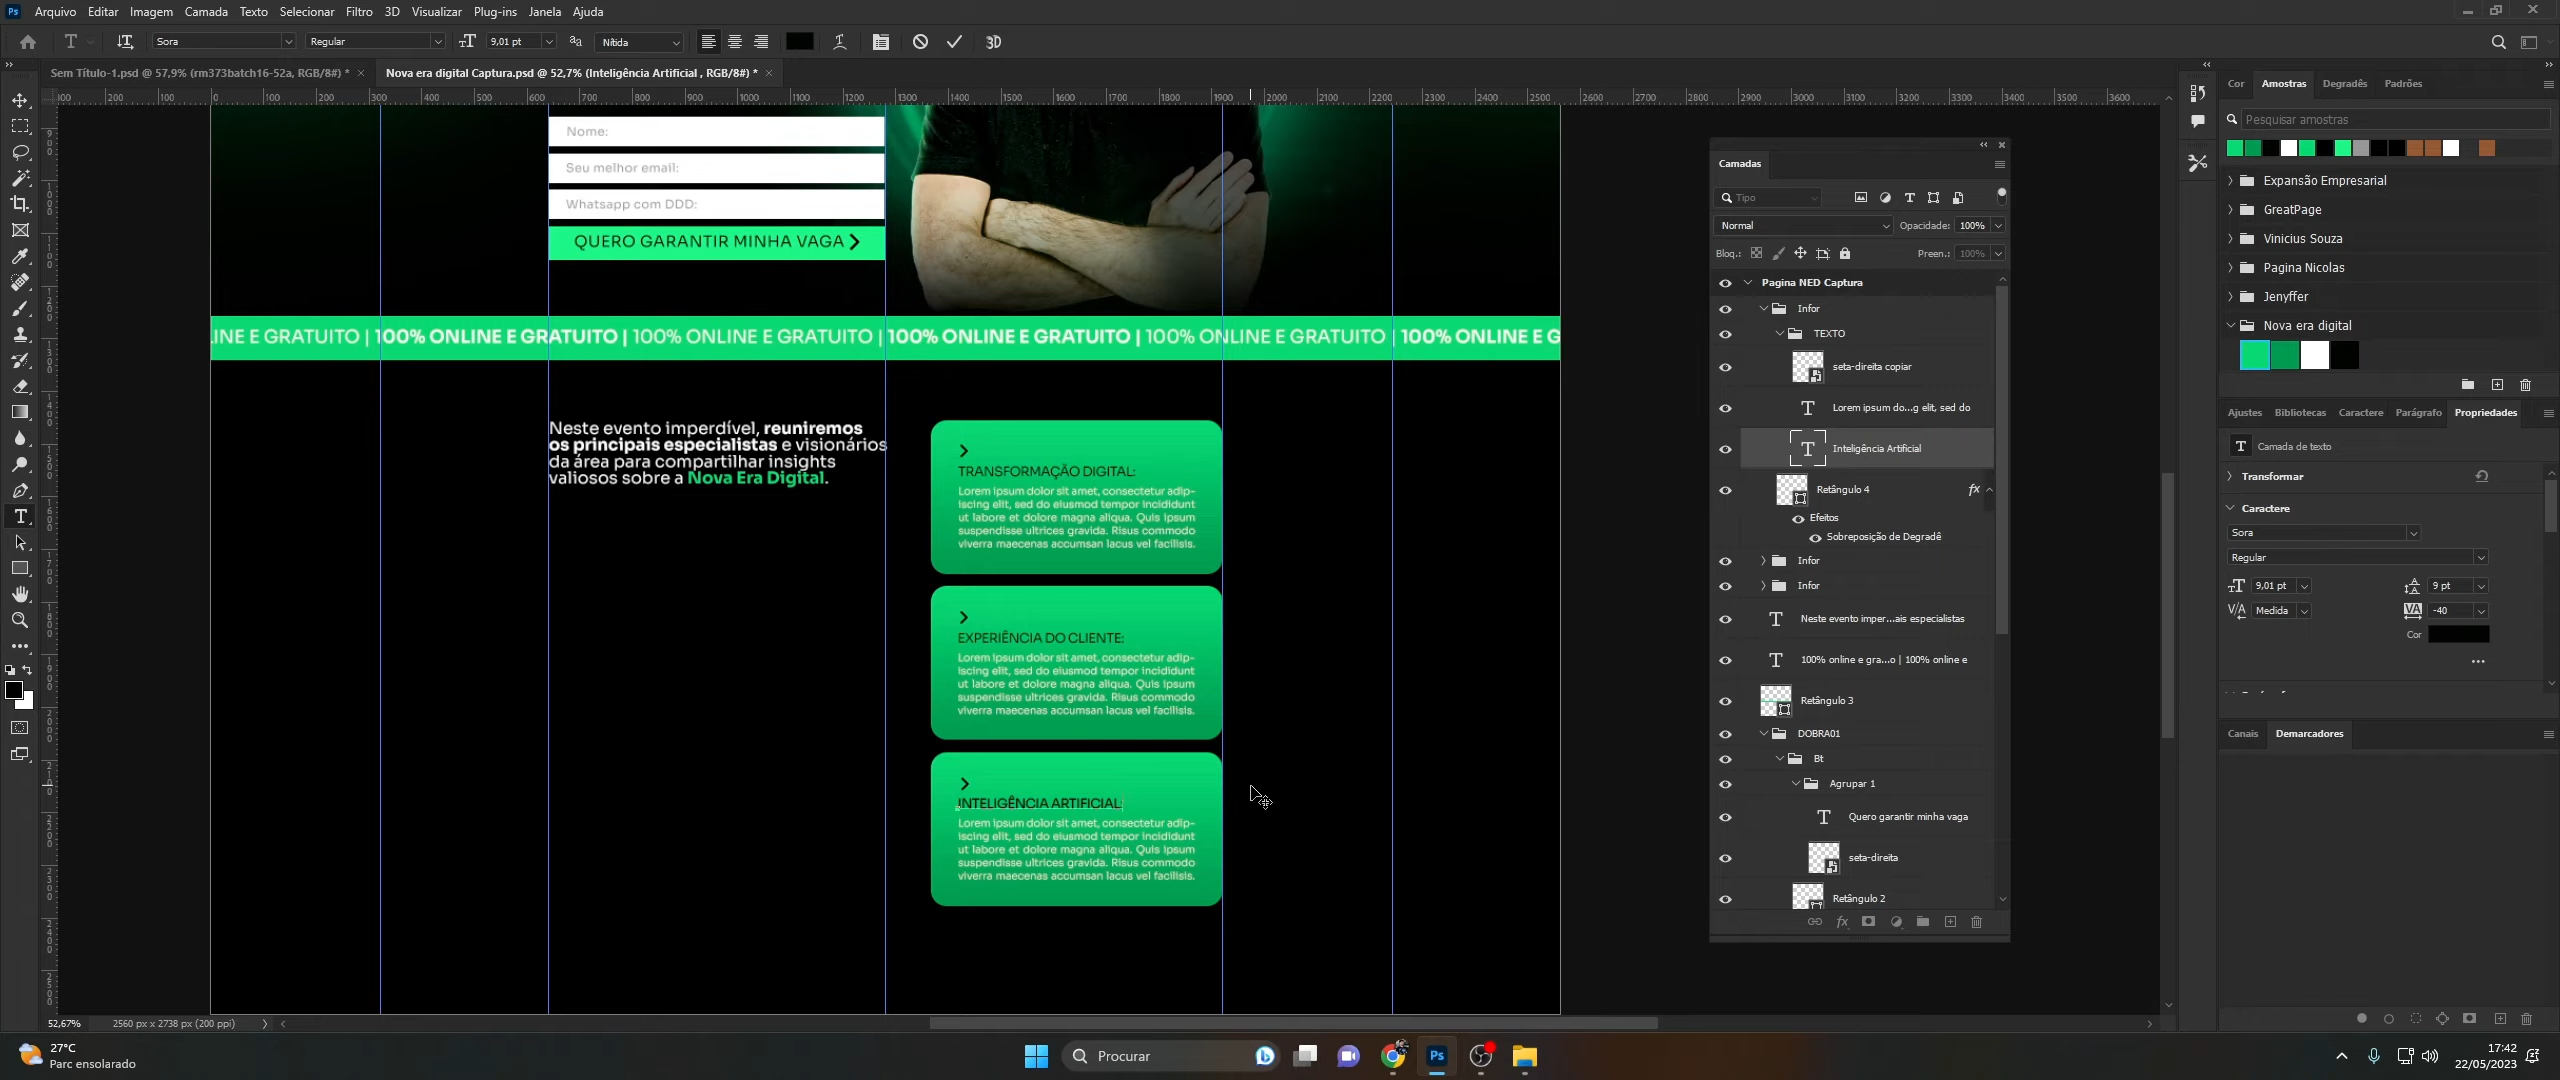 Ps Arquivo Editar Imagem Camada Texto Selecionar Filtro 3D Visualizar Plug-ins Janela Ajuda
Sora Regular 9,01 pt Nítida 3D
Sem Título-1.psd @ 57,9% (rm373batch16-52a, RGB/8#) *
Nova era digital Captura.psd @ 52,7% (Inteligência Artificial , RGB/8#) *
Nome:
Seu melhor email:
Whatsapp com DDD:
QUERO GARANTIR MINHA VAGA
INE E GRATUITO | 100% ONLINE E GRATUITO | 100% ONLINE E GRATUITO | 100% ONLINE E GRATUITO | 100% ONLINE E GRATUITO | 100% ONLINE E G
Neste evento imperdível, reuniremos
os principais especialistas e visionários
da área para compartilhar insights
valiosos sobre a Nova Era Digital.
TRANSFORMAÇÃO DIGITAL:
Lorem ipsum dolor sit amet, consectetur adip-
iscing elit, sed do eiusmod tempor incididunt
ut labore et dolore magna aliqua. Quis ipsum
suspendisse ultrices gravida. Risus commodo
viverra maecenas accumsan lacus vel facilisis.
EXPERIÊNCIA DO CLIENTE:
Lorem ipsum dolor sit amet, consectetur adip-
iscing elit, sed do eiusmod tempor incididunt
ut labore et dolore magna aliqua. Quis ipsum
suspendisse ultrices gravida. Risus commodo
viverra maecenas accumsan lacus vel facilisis.
INTELIGÊNCIA ARTIFICIAL:
Lorem ipsum dolor sit amet, consectetur adip-
iscing elit, sed do eiusmod tempor incididunt
ut labore et dolore magna aliqua. Quis ipsum
suspendisse ultrices gravida. Risus commodo
viverra maecenas accumsan lacus vel facilisis.
52,67% 2560 px x 2738 px (200 ppi)
Camadas
Tipo
Normal Opacidade: 100%
Bloq.: Preen.: 100%
Pagina NED Captura
Infor
TEXTO
seta-direita copiar
Lorem ipsum do...g elit, sed do
Inteligência Artificial
Retângulo 4 fx
Efeitos
Sobreposição de Degradê
Infor
Infor
Neste evento imper...ais especialistas
100% online e gra...o | 100% online e
Retângulo 3
DOBRA01
Bt
Agrupar 1
Quero garantir minha vaga
seta-direita
Retângulo 2
Cor Amostras Degradês Padrões
Pesquisar amostras
Expansão Empresarial
GreatPage
Vinicius Souza
Pagina Nicolas
Jenyffer
Nova era digital
Ajustes Bibliotecas Caractere Parágrafo Propriedades
Camada de texto
Transformar
Caractere
Sora
Regular
9,01 pt 9 pt
Medida -40
Cor
Canais Demarcadores
27°C
Parc ensolarado
Procurar
17:42
22/05/2023